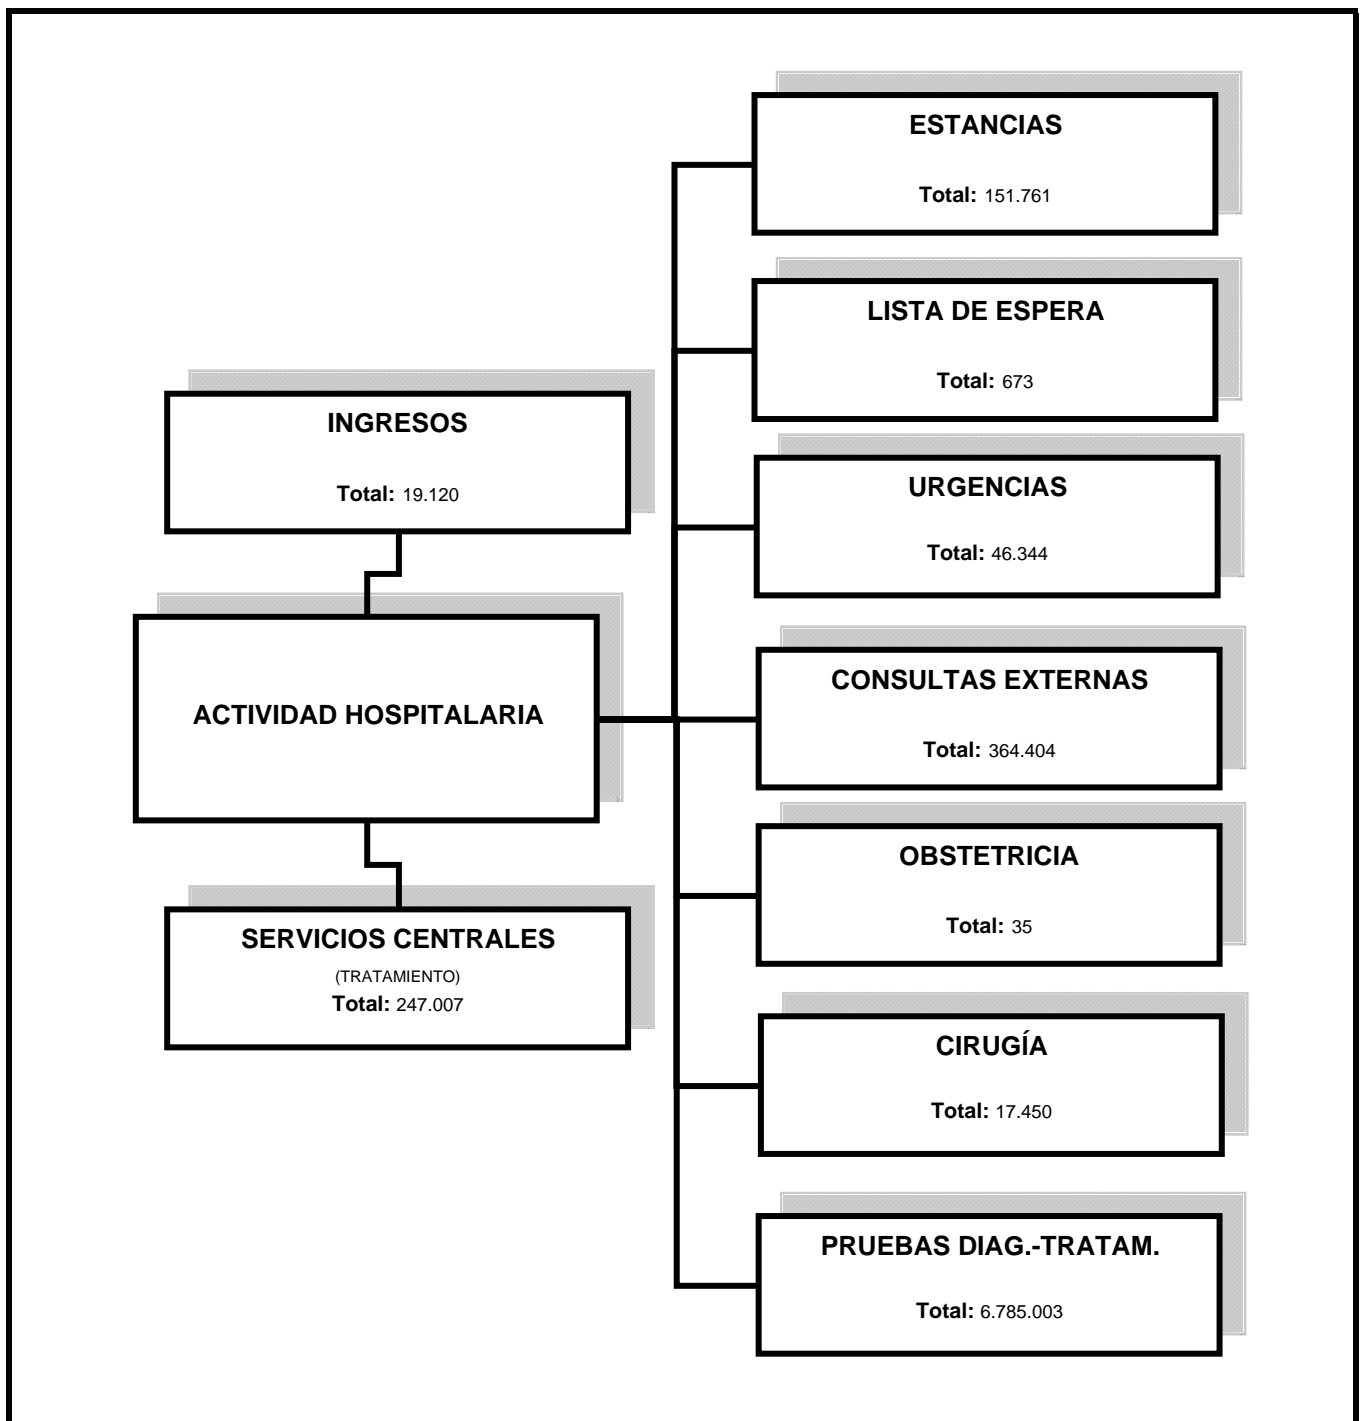 ESTANCIAS
Total: 151.761
LISTA DE ESPERA
Total: 673
INGRESOS
Total: 19.120
URGENCIAS
Total: 46.344
ACTIVIDAD HOSPITALARIA
CONSULTAS EXTERNAS
Total: 364.404
OBSTETRICIA
Total: 35
SERVICIOS CENTRALES
(TRATAMIENTO)
Total: 247.007
CIRUGÍA
Total: 17.450
PRUEBAS DIAG.-TRATAM.
Total: 6.785.003